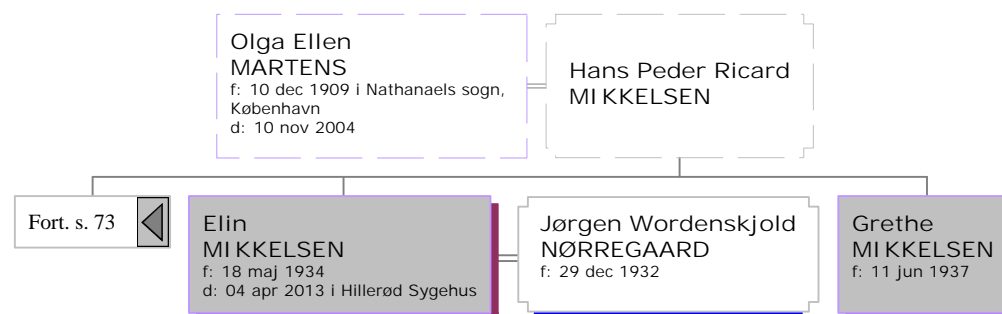 Olga Ellen
MARTENS
f: 10 dec 1909 i Nathanaels sogn,
København
d: 10 nov 2004
Hans Peder Ricard
MIKKELSEN
Fort. s. 73
Elin
MIKKELSEN
f: 18 maj 1934
d: 04 apr 2013 i Hillerød Sygehus
Jørgen Wordenskjold
NØRREGAARD
f: 29 dec 1932
Grethe
MIKKELSEN
f: 11 jun 1937